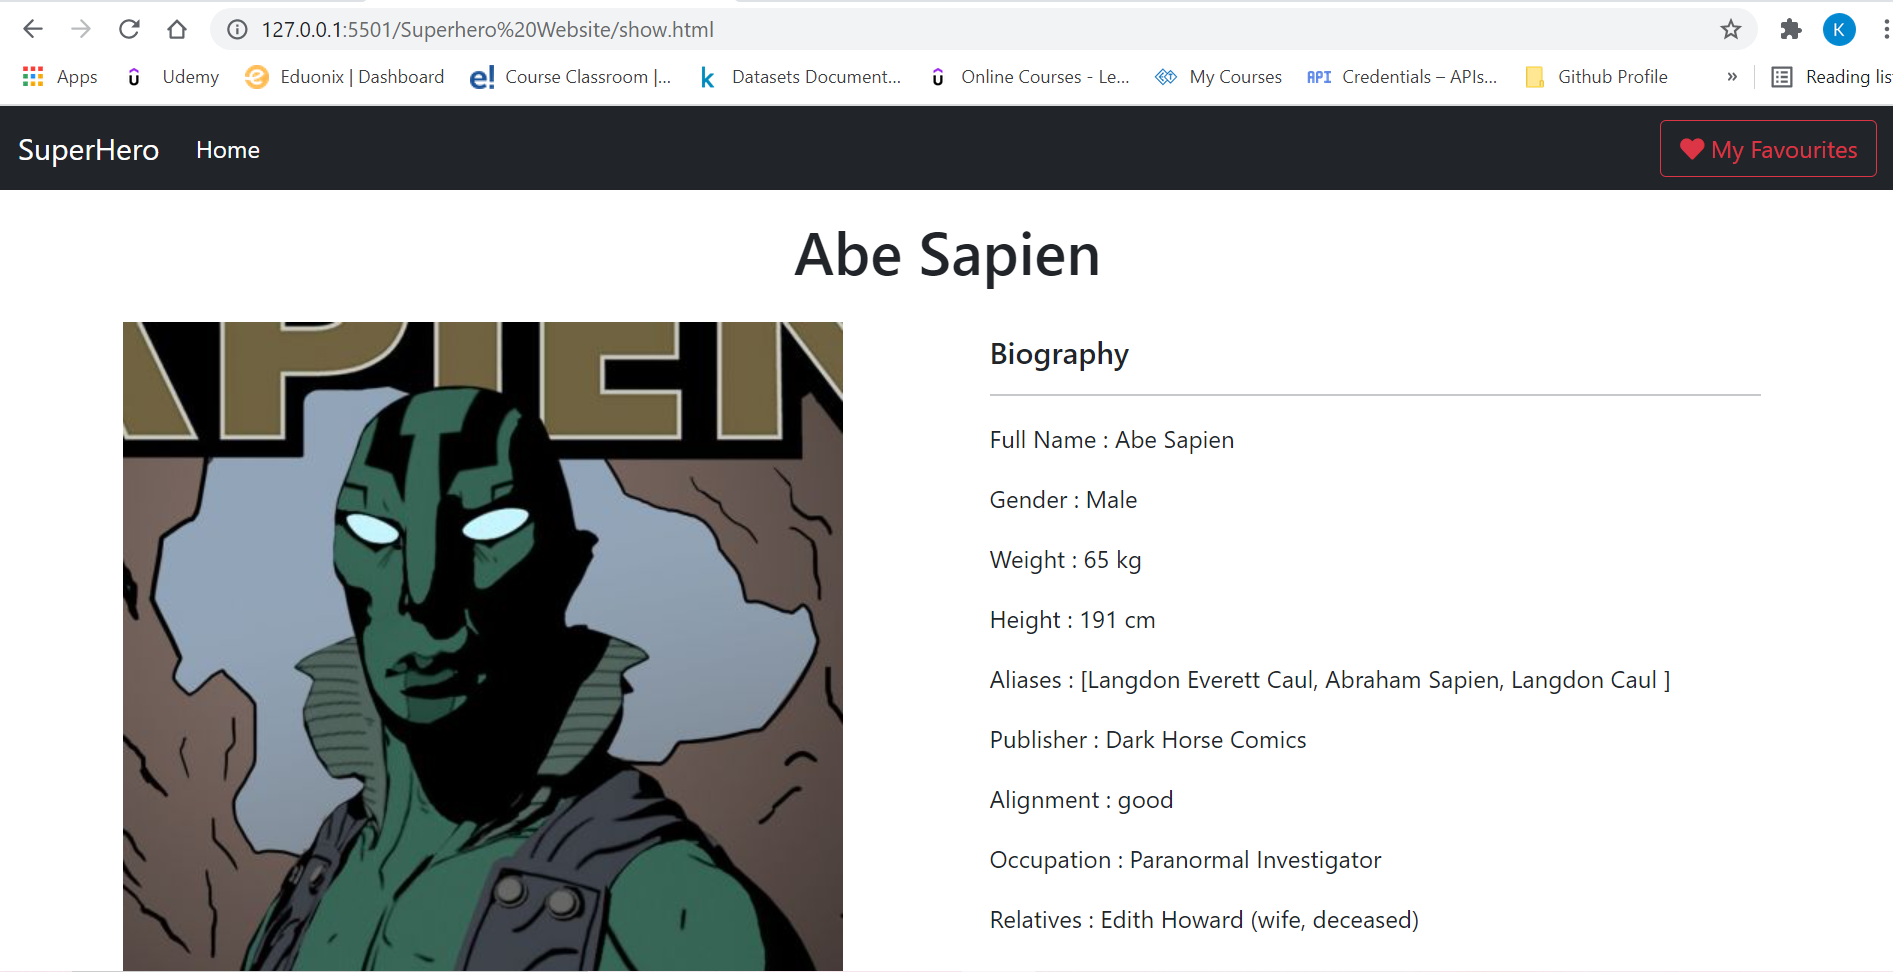 127.0.0.1:5501/Superhero%20Website/show.html
K
Apps Udemy Eduonix | Dashboard e! Course Classroom |... k Datasets Document... Online Courses - Le... My Courses API Credentials – APIs... Github Profile » Reading lis
SuperHero Home My Favourites
Abe Sapien
APIEN
Biography
Full Name : Abe Sapien
Gender : Male
Weight : 65 kg
Height : 191 cm
Aliases : [Langdon Everett Caul, Abraham Sapien, Langdon Caul ]
Publisher : Dark Horse Comics
Alignment : good
Occupation : Paranormal Investigator
Relatives : Edith Howard (wife, deceased)